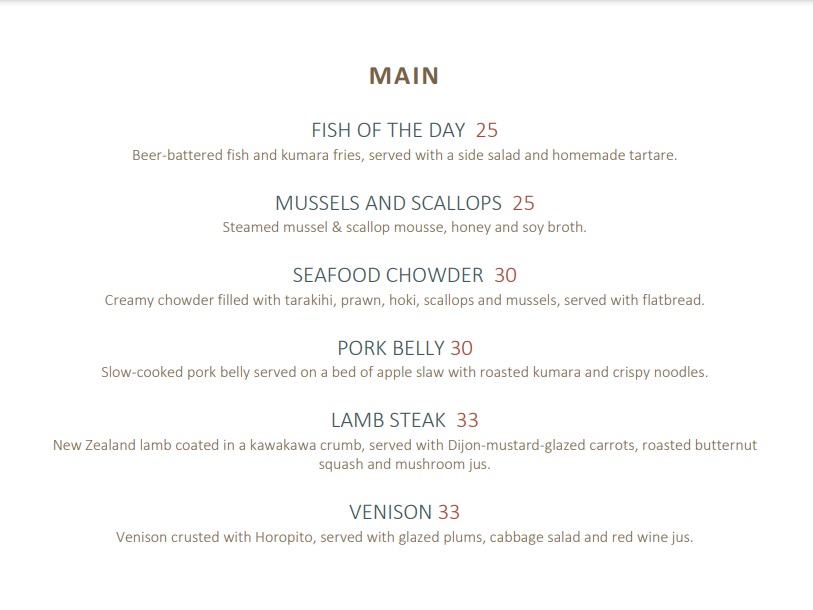 MAIN
FISH OF THE DAY 25
Beer-battered fish and kumara fries, served with a side salad and homemade tartare.
MUSSELS AND SCALLOPS 25
Steamed mussel & scallop mousse, honey and soy broth.
SEAFOOD CHOWDER 30
Creamy chowder filled with tarakihi, prawn, hoki, scallops and mussels, served with flatbread.
PORK BELLY 30
Slow-cooked pork belly served on a bed of apple slaw with roasted kumara and crispy noodles.
LAMB STEAK 33
New Zealand lamb coated in a kawakawa crumb, served with Dijon-mustard-glazed carrots, roasted butternut
squash and mushroom jus.
VENISON 33
Venison crusted with Horopito, served with glazed plums, cabbage salad and red wine jus.